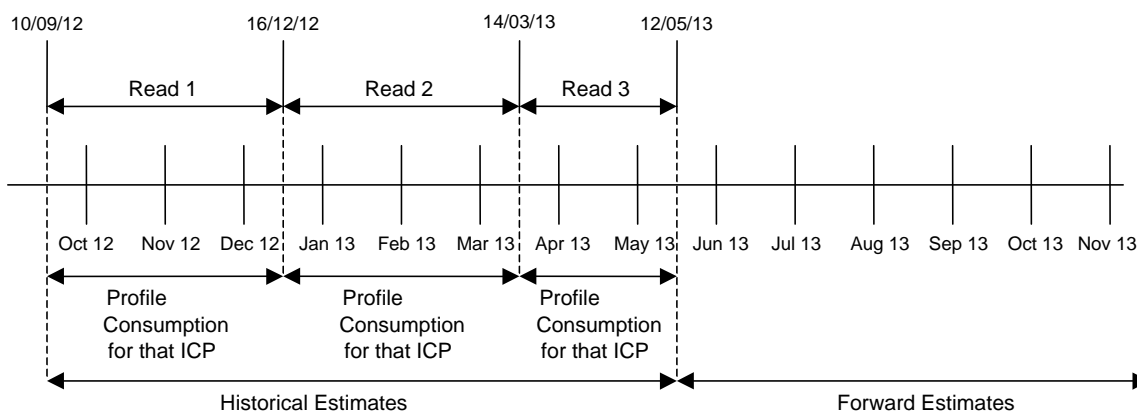 10/09/12 16/12/12 14/03/13 12/05/13
Read 1 Read 2 Read 3
Oct 12 Nov 12 Dec 12 Jan 13 Feb 13 Mar 13 Apr 13 May 13 Jun 13 Jul 13 Aug 13 Sep 13 Oct 13 Nov 13
Profile
Consumption
for that ICP
Profile
Consumption
for that ICP
Profile
Consumption
for that ICP
Historical Estimates Forward Estimates